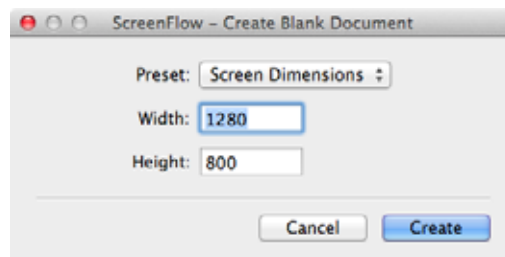 ScreenFlow – Create Blank Document
Preset: Screen Dimensions
Width: 1280
Height: 800
Cancel Create